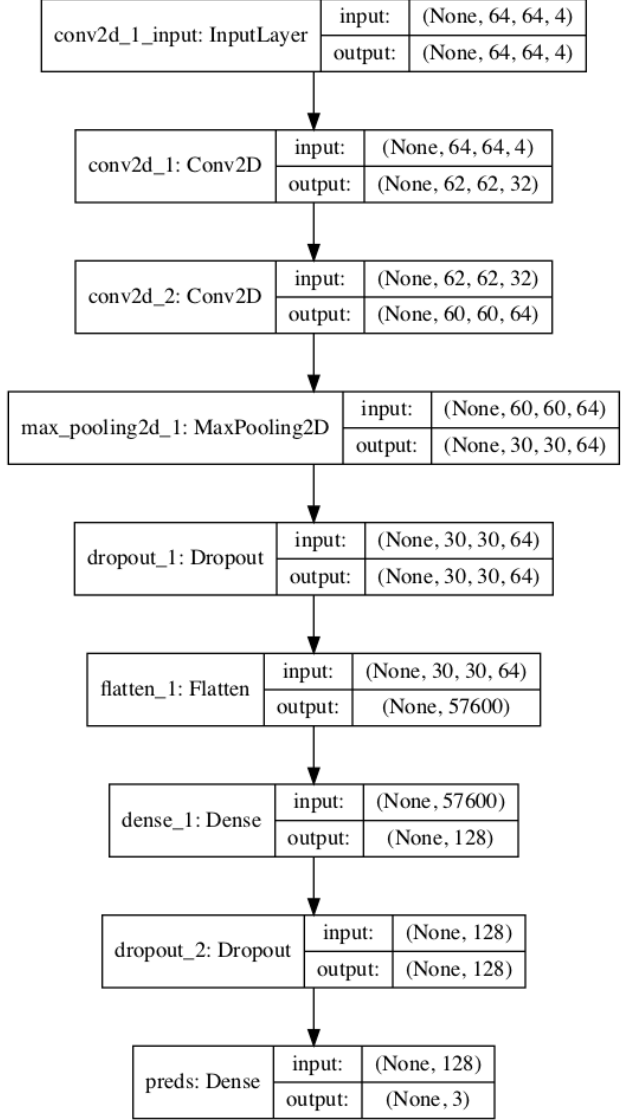 conv2d_1_input: InputLayer
input: (None, 64, 64, 4)
output: (None, 64, 64, 4)
conv2d_1: Conv2D
input: (None, 64, 64, 4)
output: (None, 62, 62, 32)
conv2d_2: Conv2D
input: (None, 62, 62, 32)
output: (None, 60, 60, 64)
max_pooling2d_1: MaxPooling2D
input: (None, 60, 60, 64)
output: (None, 30, 30, 64)
dropout_1: Dropout
input: (None, 30, 30, 64)
output: (None, 30, 30, 64)
flatten_1: Flatten
input: (None, 30, 30, 64)
output: (None, 57600)
dense_1: Dense
input: (None, 57600)
output: (None, 128)
dropout_2: Dropout
input: (None, 128)
output: (None, 128)
preds: Dense
input: (None, 128)
output: (None, 3)